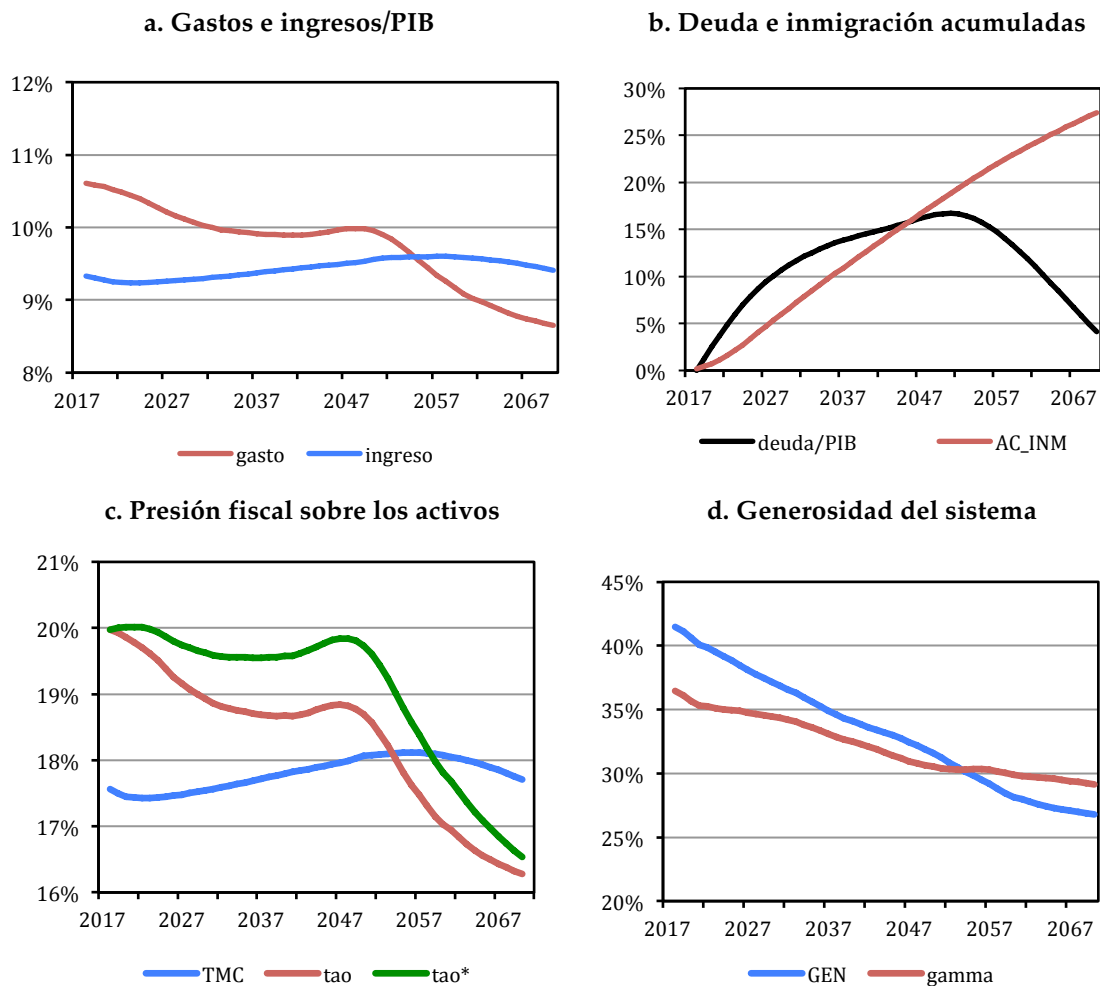 a. Gastos e ingresos/PIB
12%
11%
10%
9%
8%
2017 2027 2037 2047 2057 2067
gasto ingreso
b. Deuda e inmigración acumuladas
30%
25%
20%
15%
10%
5%
0%
2017 2027 2037 2047 2057 2067
deuda/PIB AC_INM
c. Presión fiscal sobre los activos
21%
20%
19%
18%
17%
16%
2017 2027 2037 2047 2057 2067
TMC tao tao*
d. Generosidad del sistema
45%
40%
35%
30%
25%
20%
2017 2027 2037 2047 2057 2067
GEN gamma